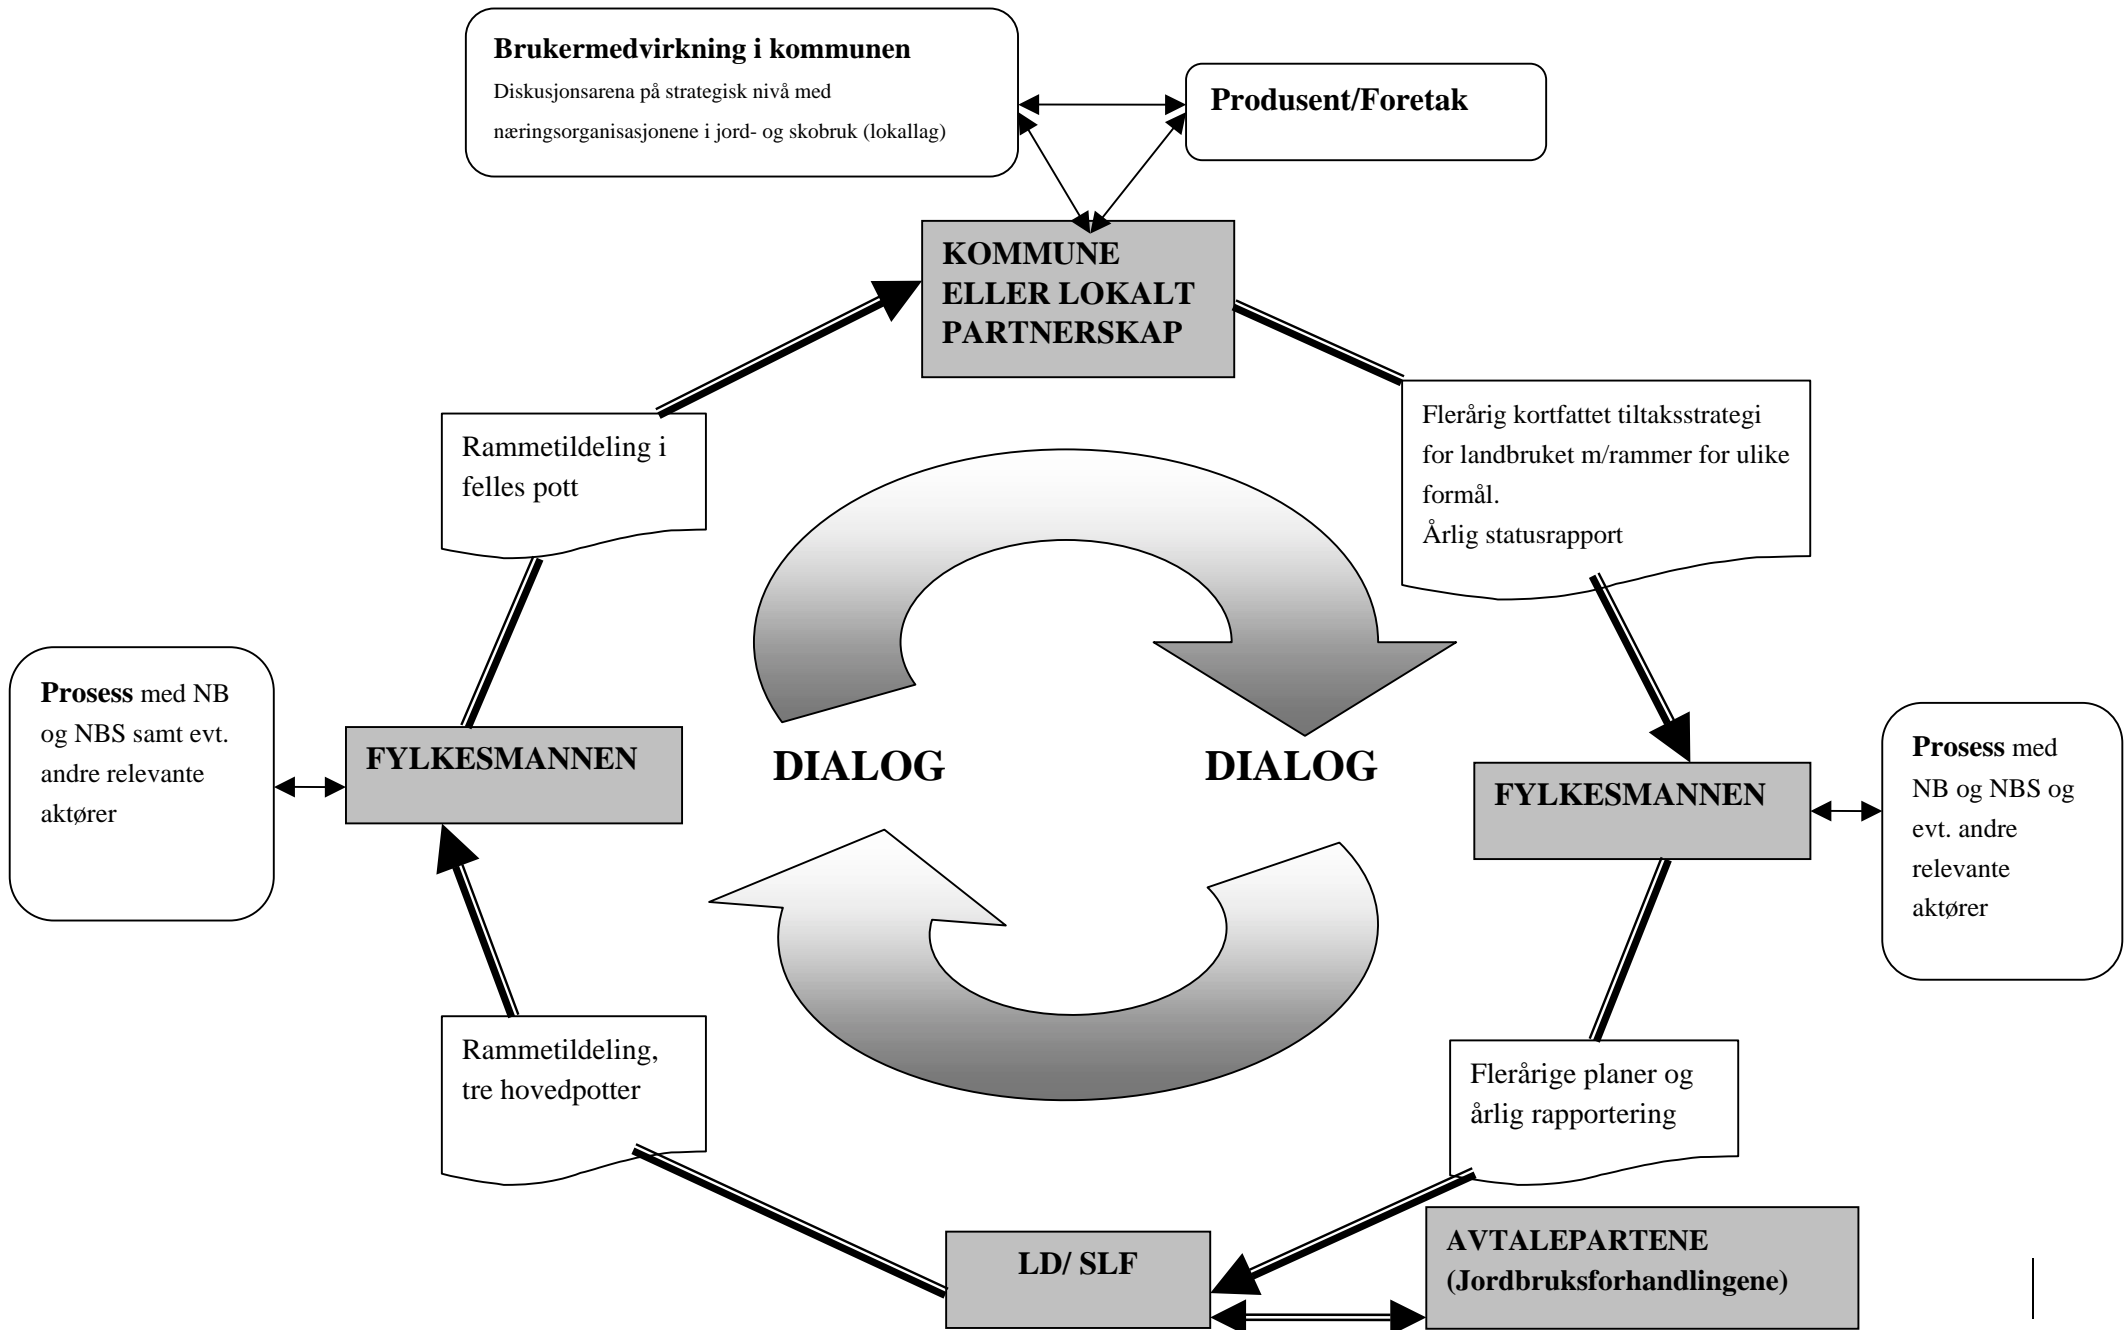 Brukermedvirkning i kommunen
Diskusjonsarena på strategisk nivå med
næringsorganisasjonene i jord- og skobruk (lokallag)
Produsent/Foretak
KOMMUNE
ELLER LOKALT
PARTNERSKAP
Rammetildeling i
felles pott
Flerårig kortfattet tiltaksstrategi
for landbruket m/rammer for ulike
formål.
Årlig statusrapport
Prosess med NB
og NBS samt evt.
andre relevante
aktører
FYLKESMANNEN
DIALOG
DIALOG
FYLKESMANNEN
Prosess med
NB og NBS og
evt. andre
relevante
aktører
Rammetildeling,
tre hovedpotter
Flerårige planer og
årlig rapportering
LD/ SLF
AVTALEPARTENE
(Jordbruksforhandlingene)